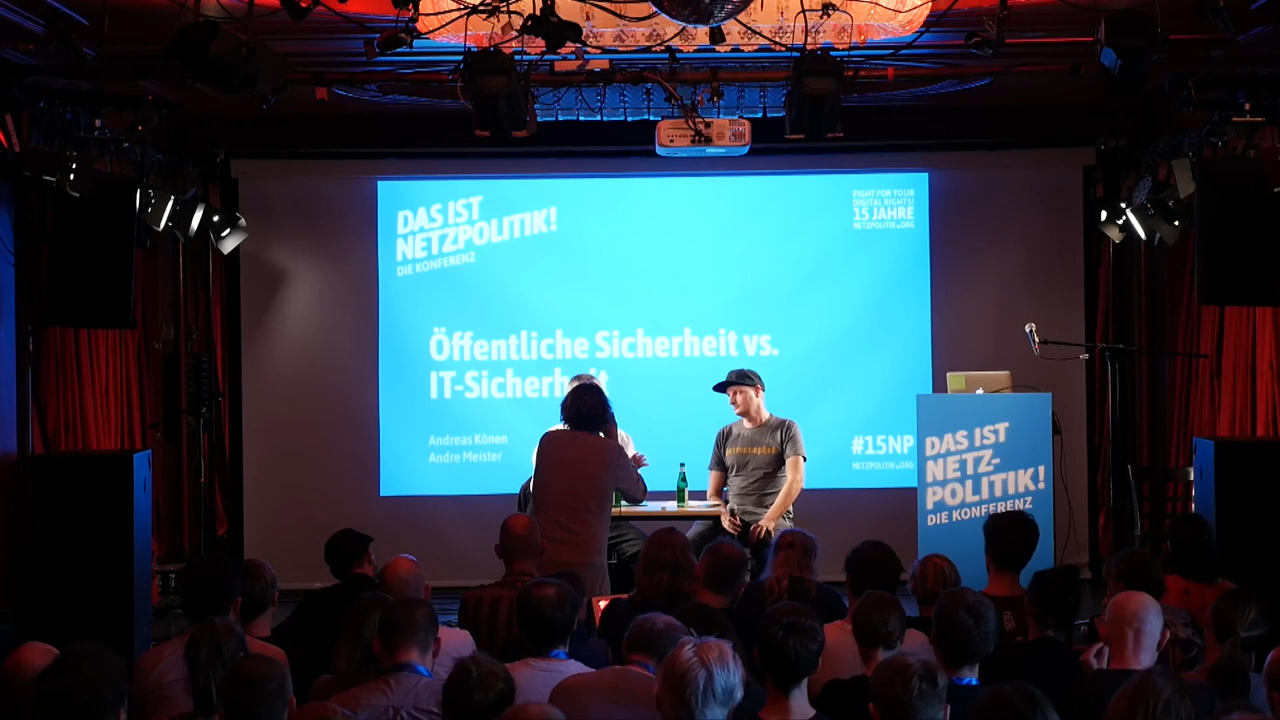 DAS IST
NETZPOLITIK!
DIE KONFERENZ
FIGHT FOR YOUR
DIGITAL RIGHTS!
15 JAHRE
NETZPOLITIK.ORG
Öffentliche Sicherheit vs.
IT-Sicherheit
Andreas Könen
Andre Meister
#15NP
NETZPOLITIK.ORG
DAS IST
NETZ-
POLITIK!
DIE KONFERENZ